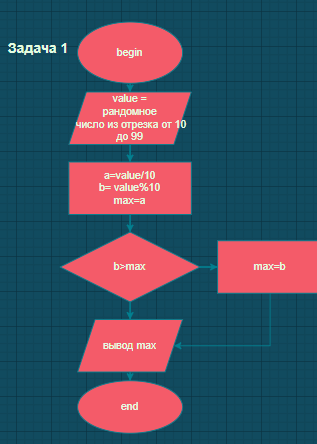 Задача 1
begin
value =
рандомное
число из отрезка от 10
до 99
a=value/10
b= value%10
max=a
b>max
max=b
вывод max
end